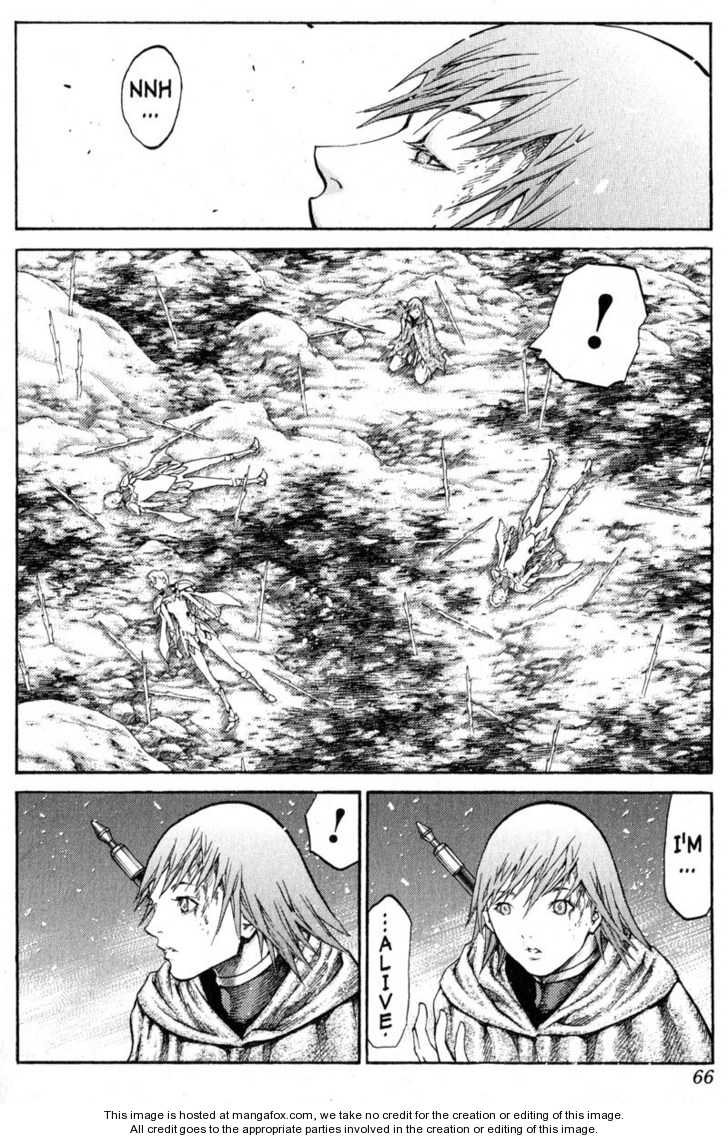 NNH
...
!
I'M
...
...ALIVE.
!
66
This image is hosted at mangafox.com, we take no credit for the creation or editing of this image.
All credit goes to the appropriate parties involved in the creation or editing of this image.